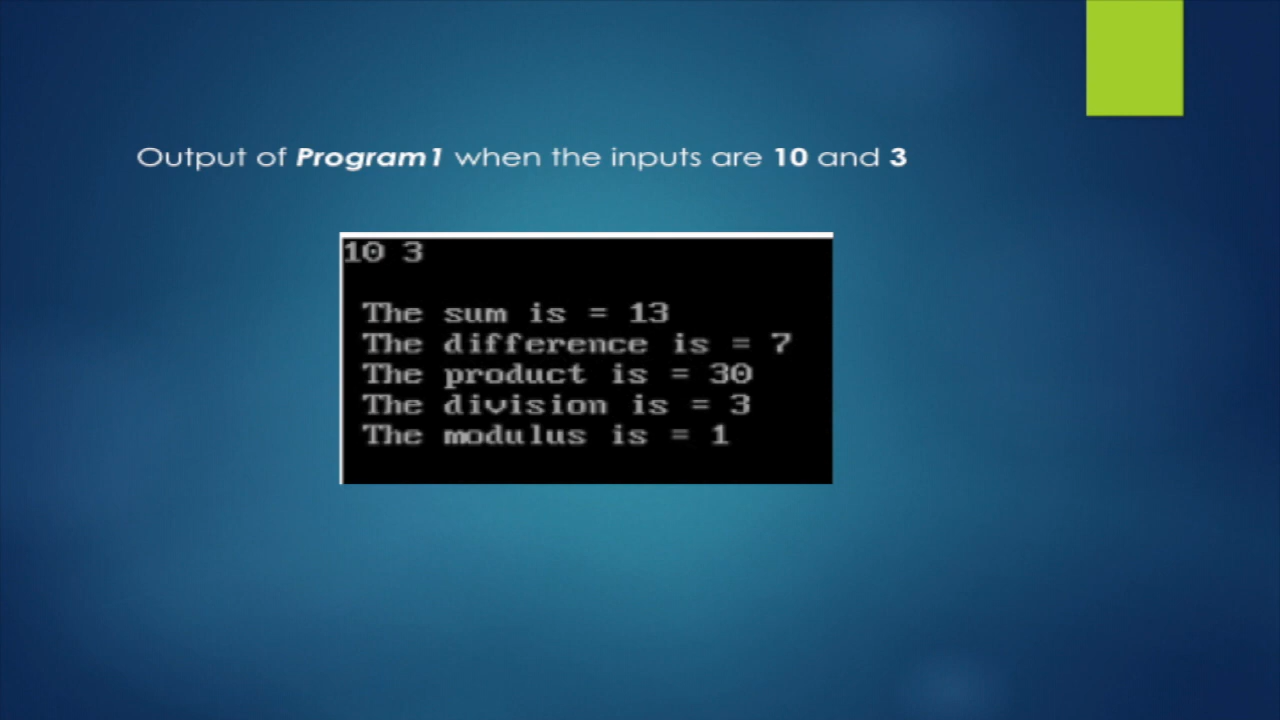 Output of Program1 when the inputs are 10 and 3
10 3
The sum is = 13
The difference is = 7
The product is = 30
The division is = 3
The modulus is = 1